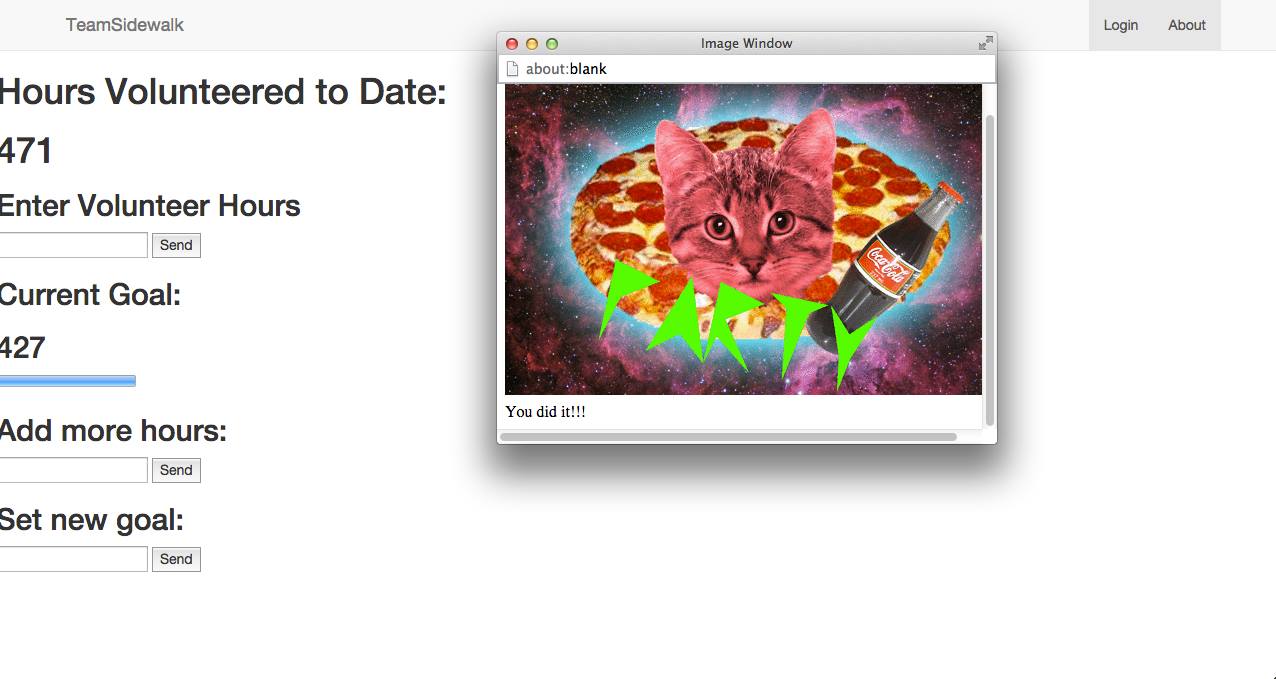 TeamSidewalk
Login
About
Hours Volunteered to Date:
471
Enter Volunteer Hours
Send
Current Goal:
427
Add more hours:
Send
Set new goal:
Send
Image Window
about:blank
Coca-Cola
PARTY
You did it!!!